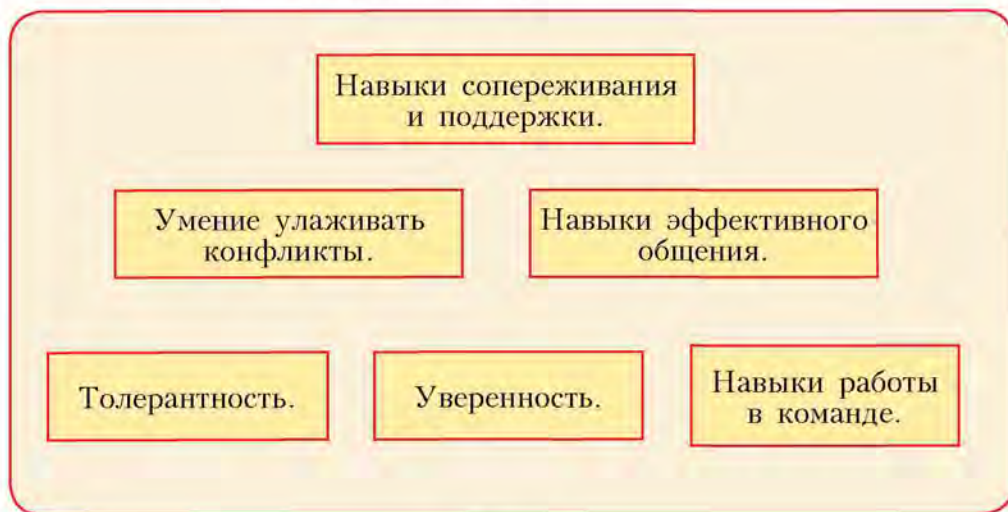 Навыки сопереживания
и поддержки.
Умение улаживать
конфликты.
Навыки эффективного
общения.
Толерантность.
Уверенность.
Навыки работы
в команде.